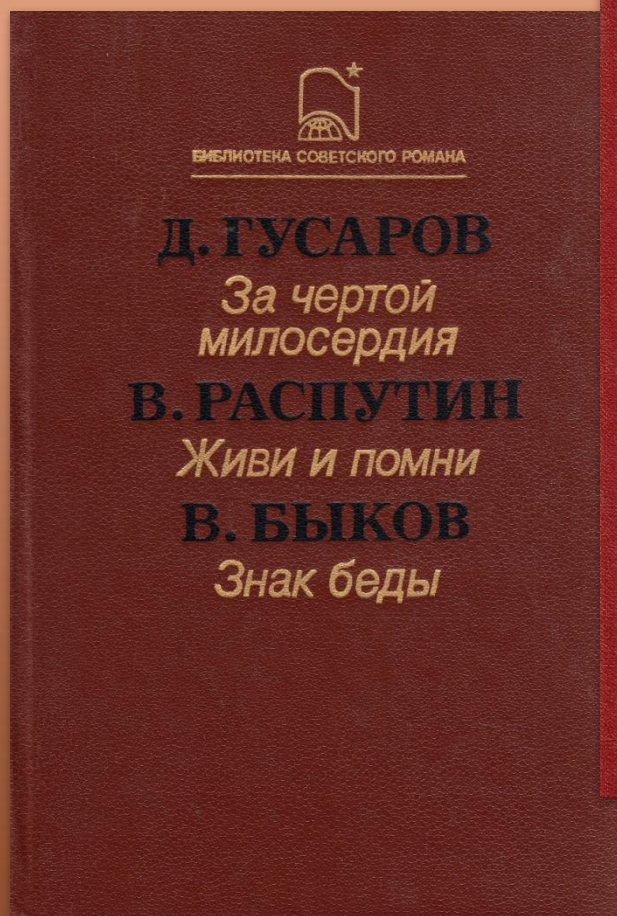 БИБЛИОТЕКА СОВЕТСКОГО РОМАНА
Д. ГУСАРОВ
За чертой
милосердия
В. РАСПУТИН
Живи и помни
В. БЫКОВ
Знак беды